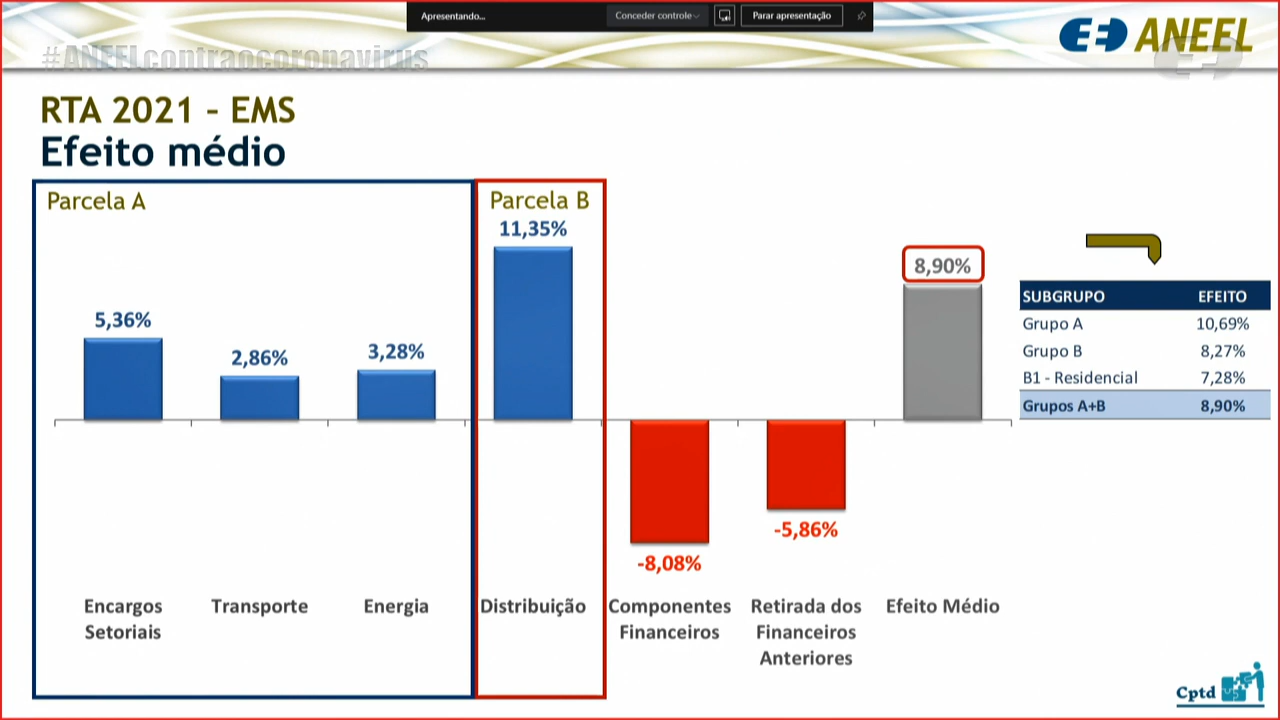 Apresentando...
Conceder controle
Parar apresentação
ANEEL
#ANEELcontraocoronavirus
RTA 2021 – EMS
Efeito médio
Parcela A
Parcela B
11,35%
5,36%
2,86%
3,28%
8,90%
-8,08%
-5,86%
SUBGRUPO EFEITO
Grupo A 10,69%
Grupo B 8,27%
B1 - Residencial 7,28%
Grupos A+B 8,90%
Encargos Setoriais
Transporte
Energia
Distribuição
Componentes Financeiros
Retirada dos Financeiros Anteriores
Efeito Médio
Cptd